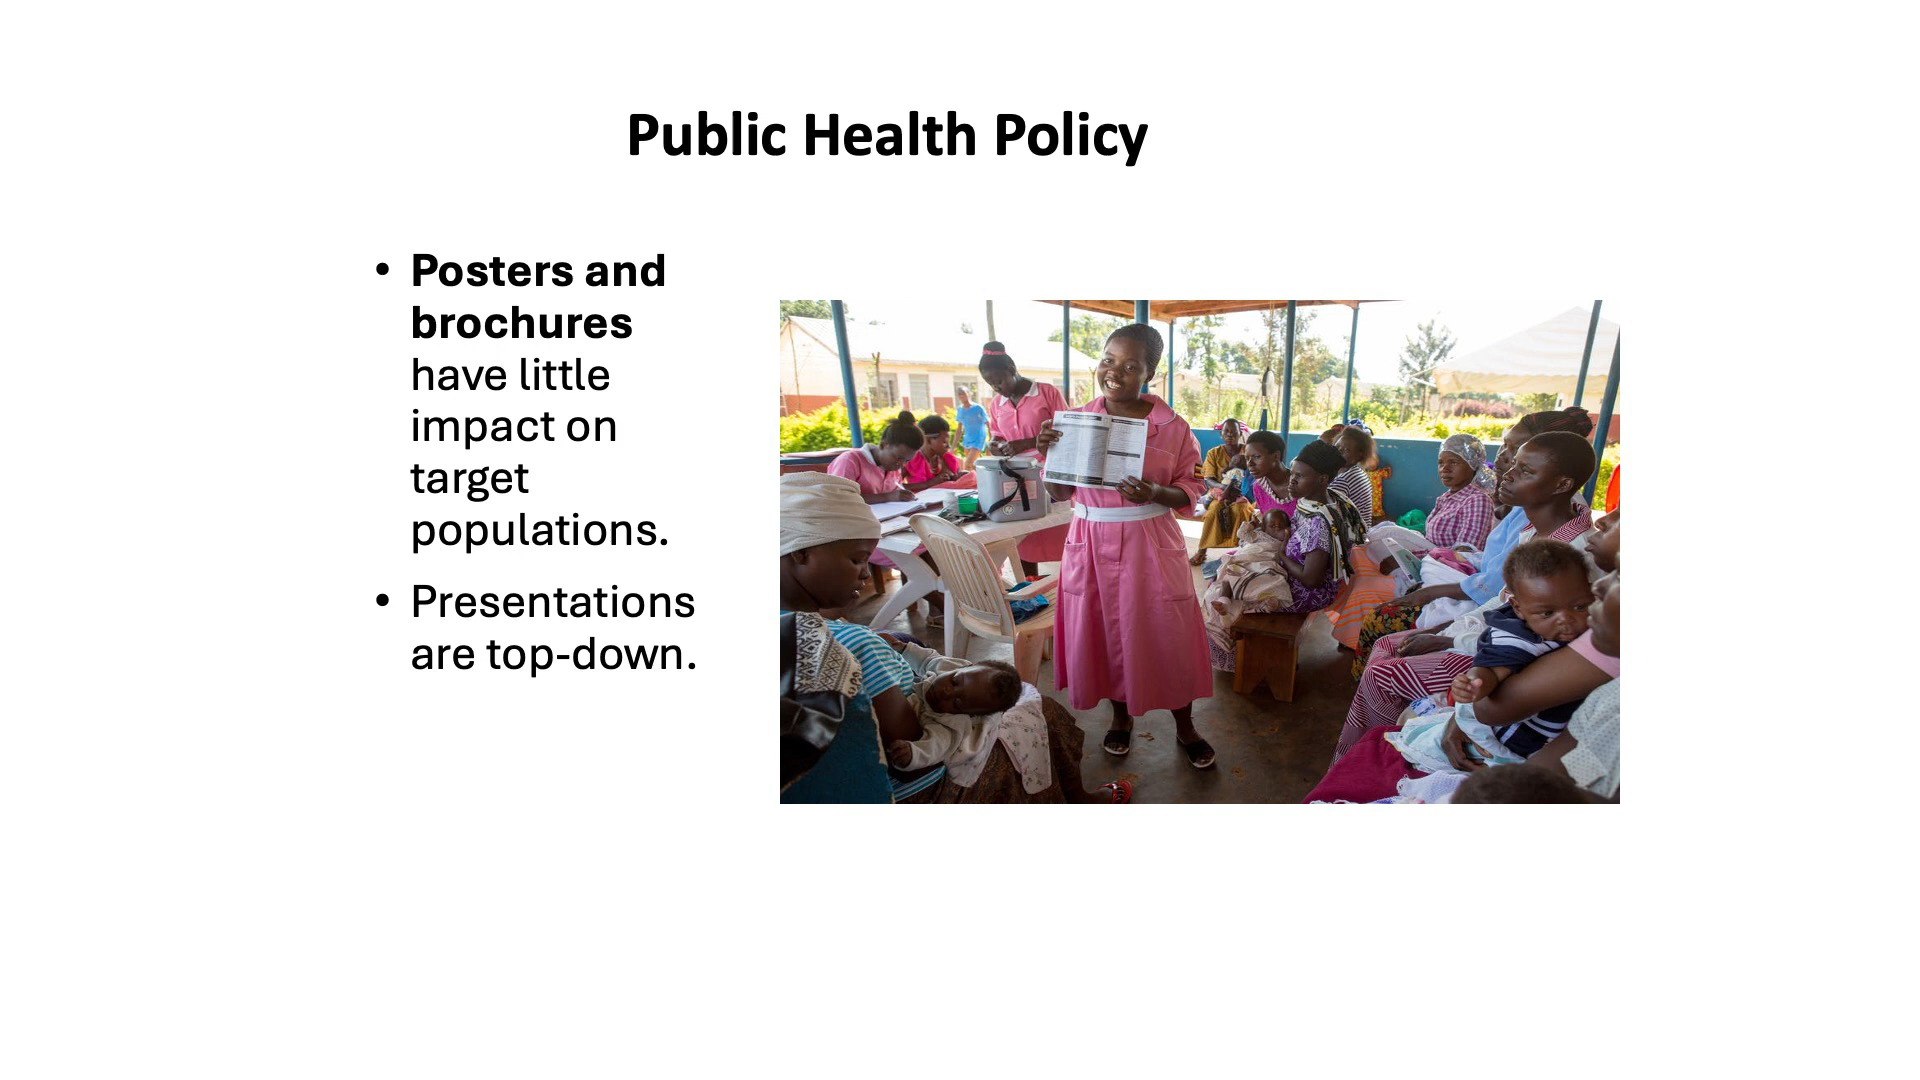 Public Health Policy
• Posters and
brochures
have little
impact on
target
populations.
• Presentations
are top-down.